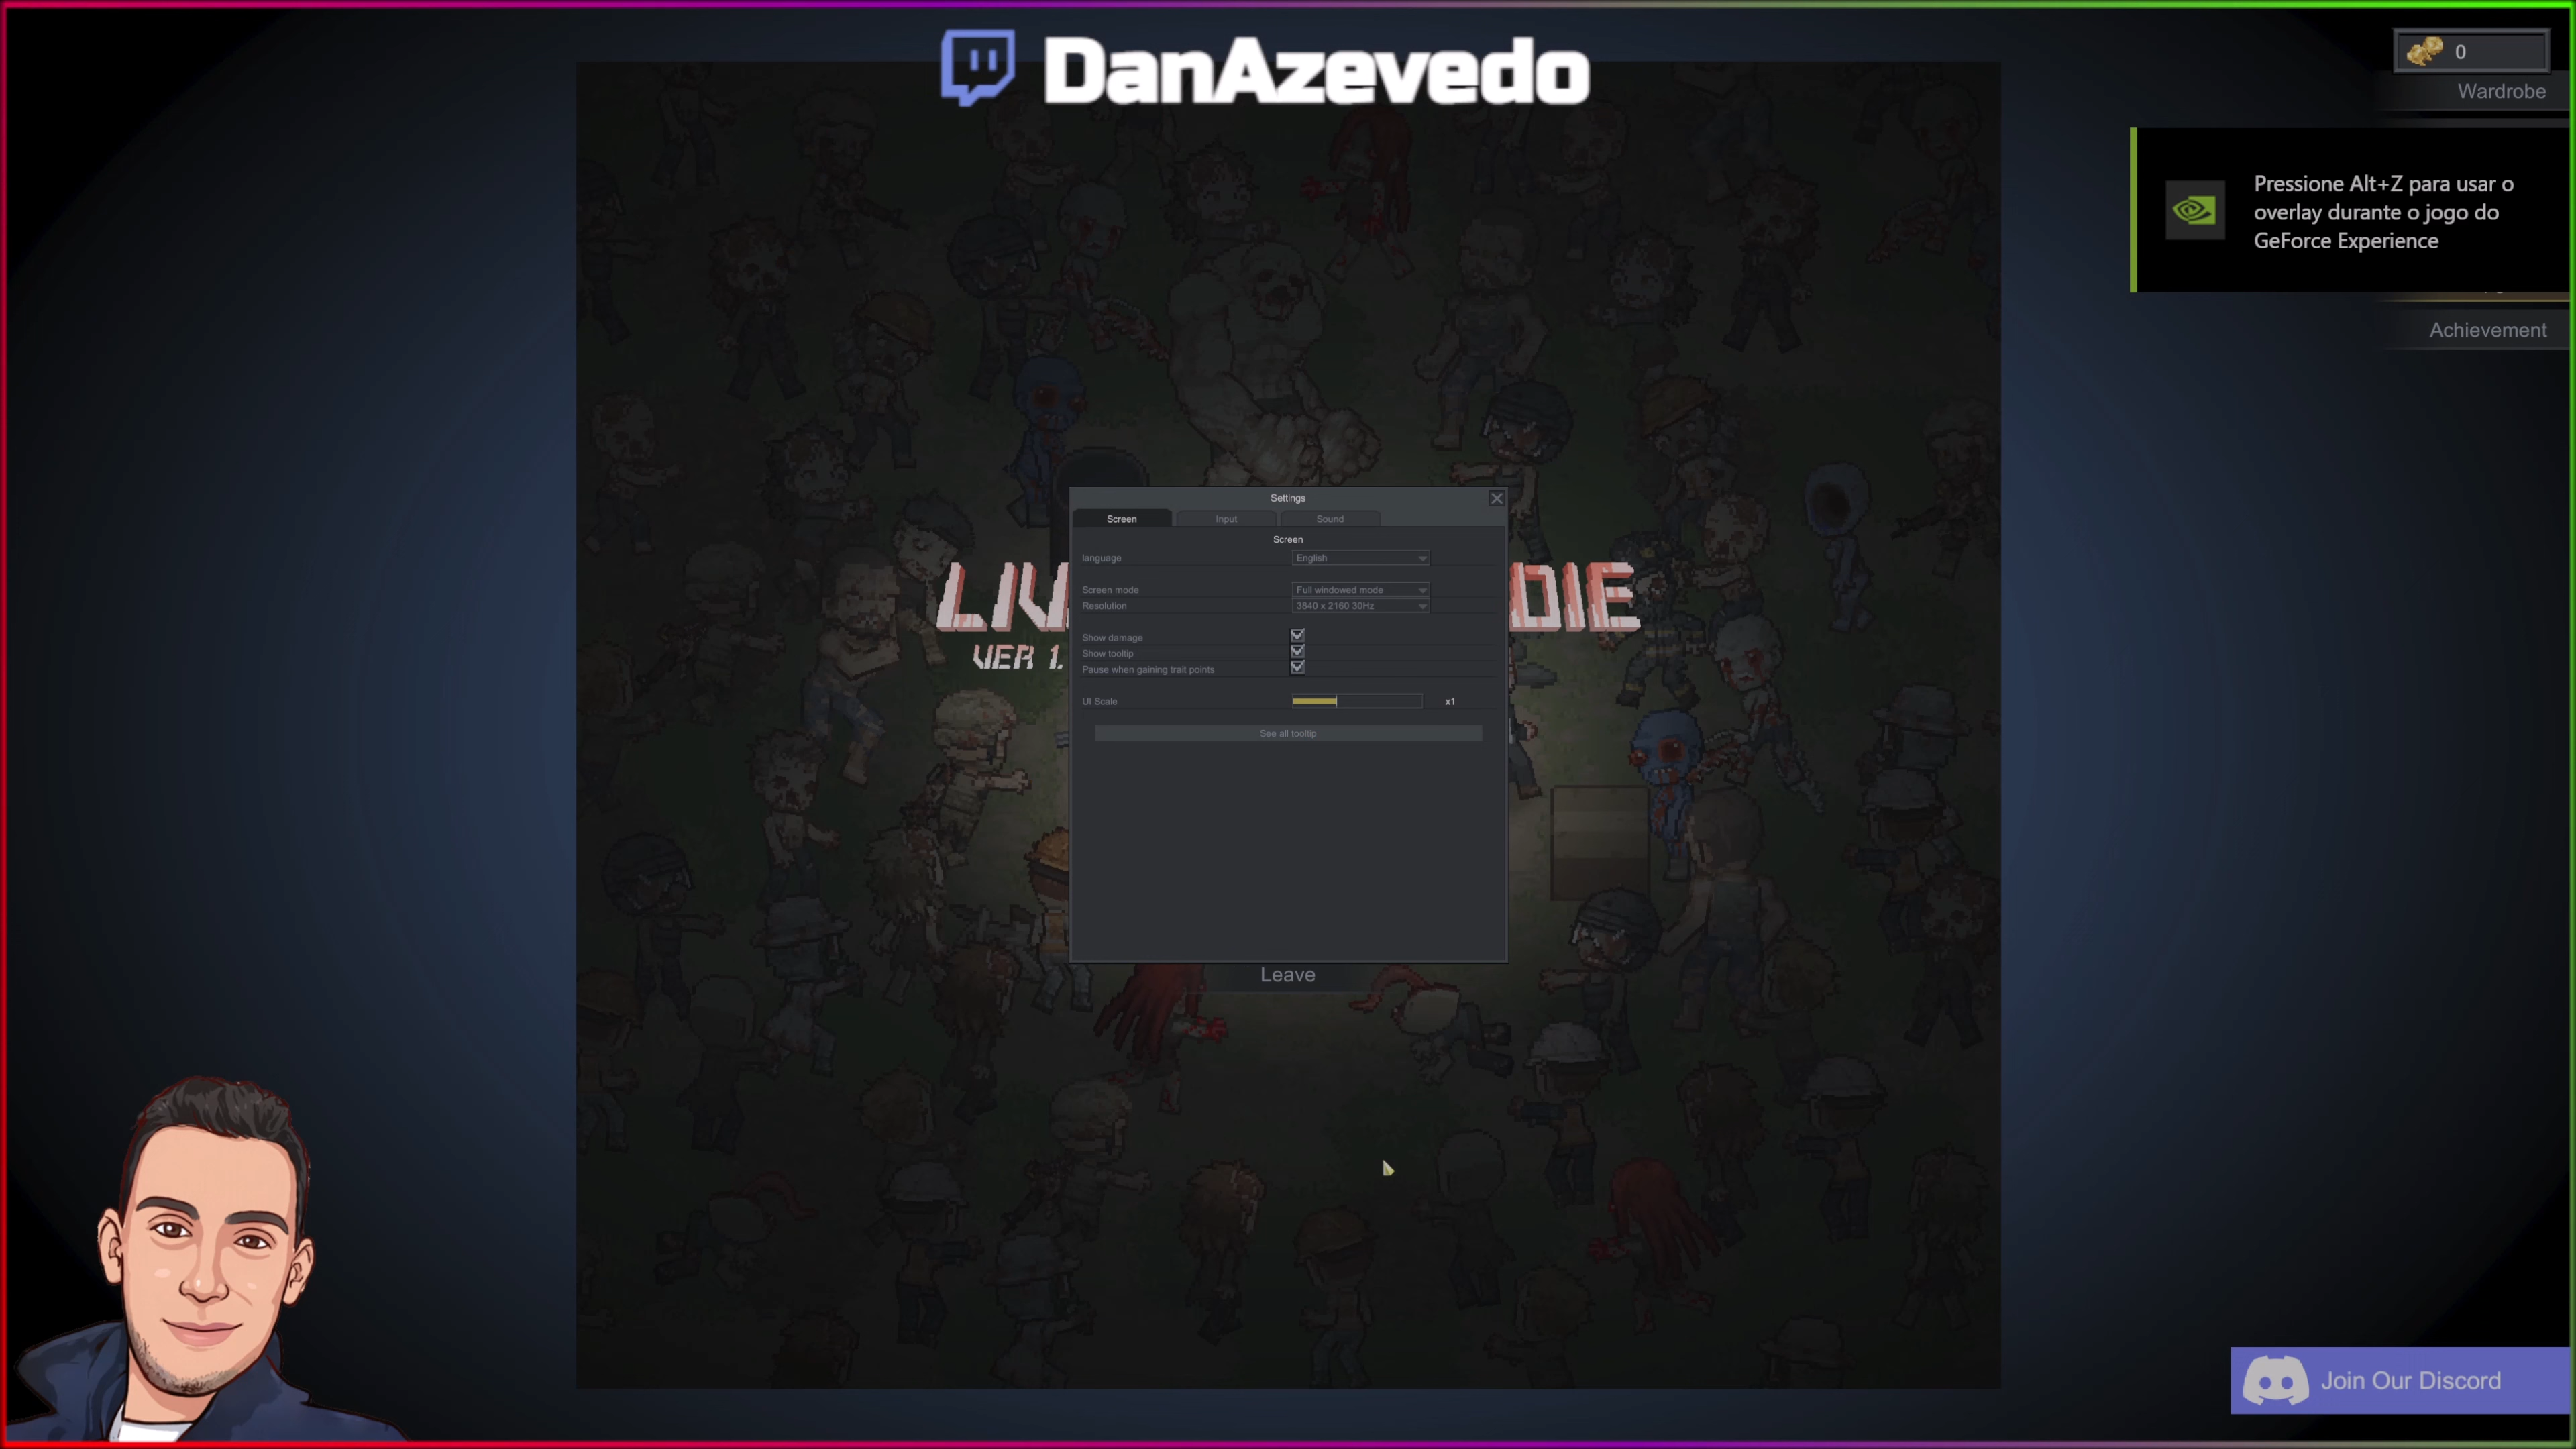 DanAzevedo
0
Wardrobe
Pressione Alt+Z para usar o
overlay durante o jogo do
GeForce Experience
Achievement
Settings
Screen
Input
Sound
Screen
language
English
Screen mode
Full windowed mode
Resolution
3840 x 2160 30Hz
Show damage
Show tooltip
Pause when gaining trait points
UI Scale
x1
See all tooltip
DIE
VER 1.
Leave
Join Our Discord